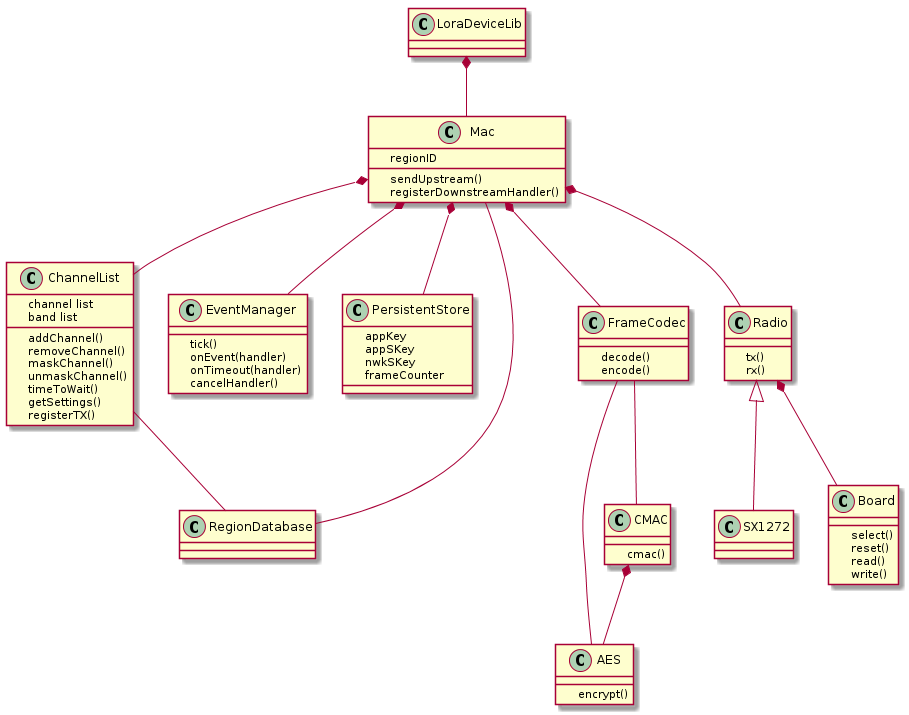 C LoraDeviceLib
C Mac
regionID
sendUpstream()
registerDownstreamHandler()
C ChannelList
channel list
band list
addChannel()
removeChannel()
maskChannel()
unmaskChannel()
timeToWait()
getSettings()
registerTX()
C EventManager
tick()
onEvent(handler)
onTimeout(handler)
cancelHandler()
C PersistentStore
appKey
appSKey
nwkSKey
frameCounter
C FrameCodec
decode()
encode()
C Radio
tx()
rx()
C RegionDatabase
C CMAC
cmac()
C SX1272
C Board
select()
reset()
read()
write()
C AES
encrypt()